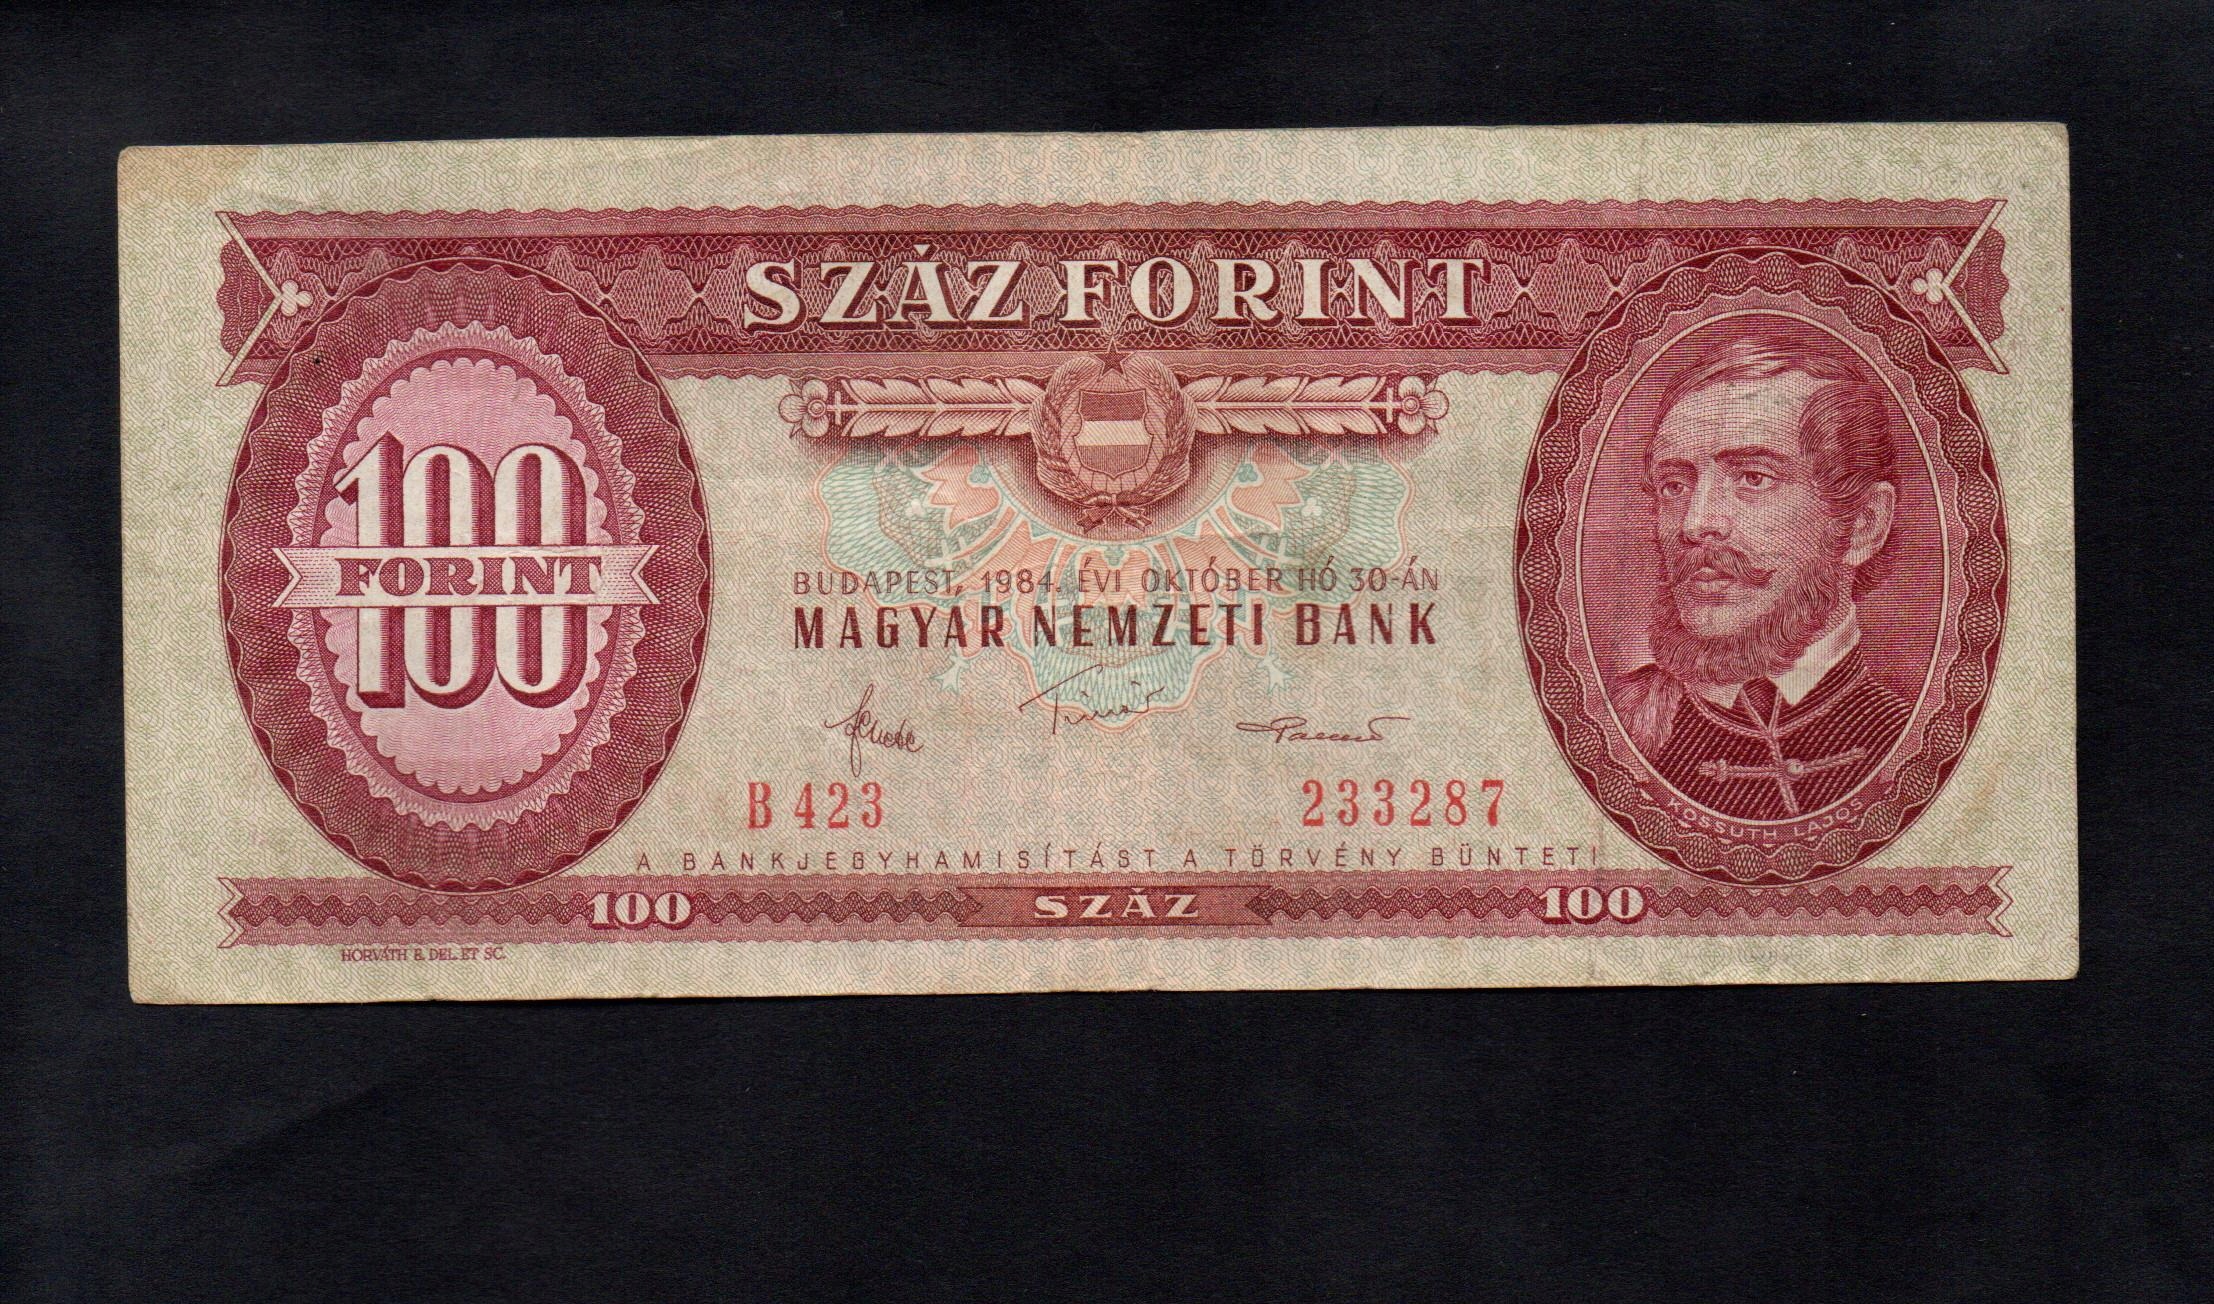 SZÁZ FORINT
100
FORINT
100
BUDAPEST, 1984. ÉVI OKTÓBER HÓ 30-ÁN
MAGYAR NEMZETI BANK
B 423 233287
KOSSUTH LAJOS
A BANKJEGYHAMISÍTÁST A TÖRVÉNY BÜNTETI
100 SZÁZ 100
HORVÁTH E. DEL. ET SC.